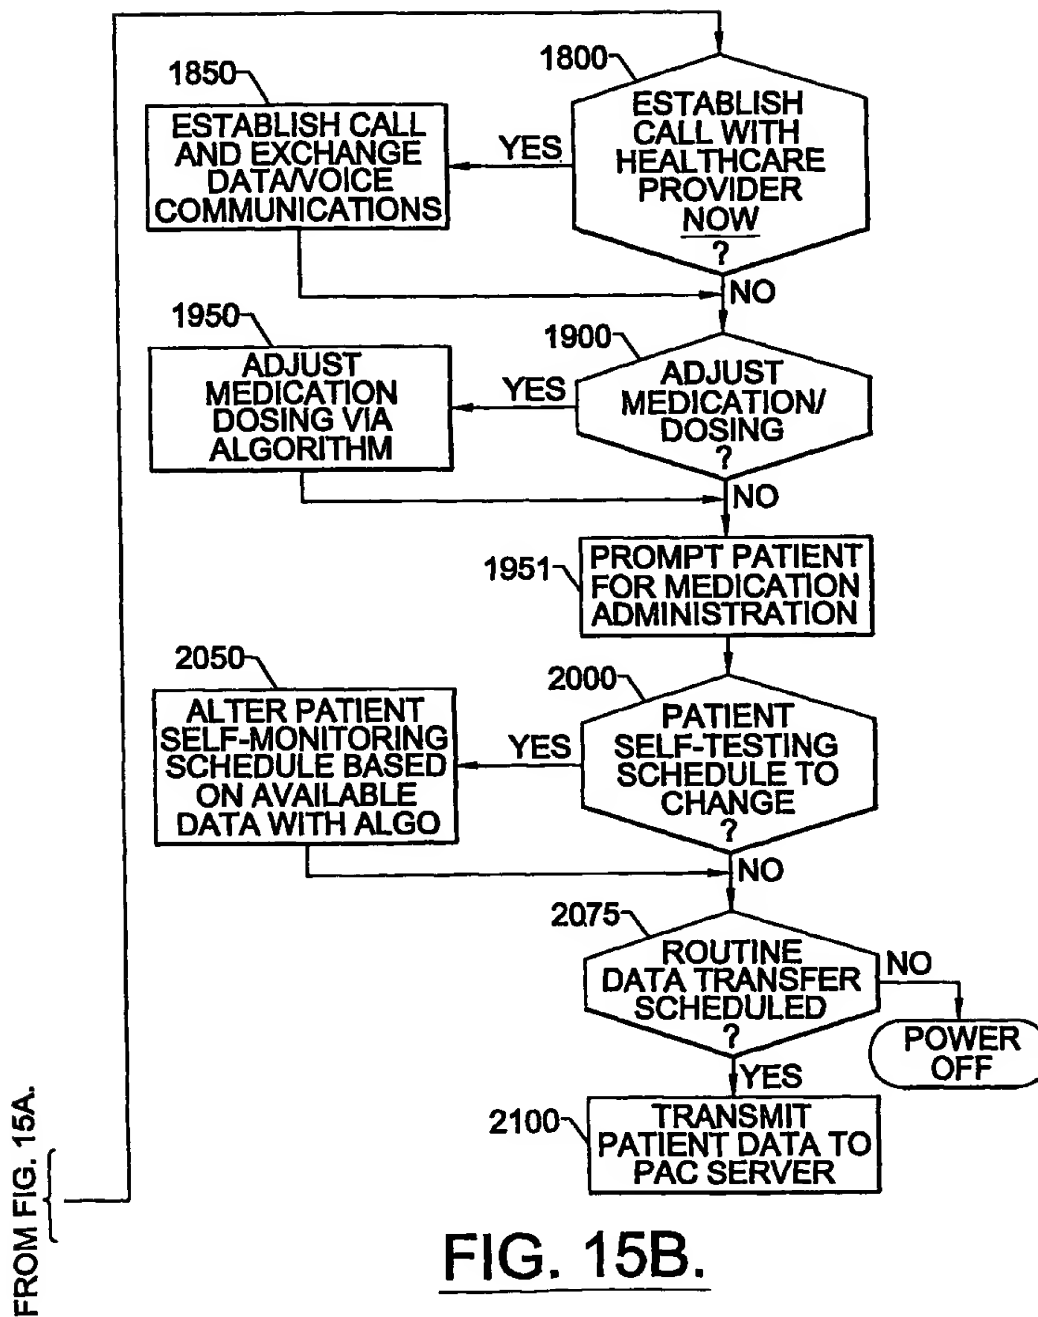 1800
ESTABLISH
CALL WITH
HEALTHCARE
PROVIDER
NOW
?
YES
1850
ESTABLISH CALL
AND EXCHANGE
DATA/VOICE
COMMUNICATIONS
NO
1900
ADJUST
MEDICATION/
DOSING
?
YES
1950
ADJUST
MEDICATION
DOSING VIA
ALGORITHM
NO
1951
PROMPT PATIENT
FOR MEDICATION
ADMINISTRATION
2000
PATIENT
SELF-TESTING
SCHEDULE TO
CHANGE
?
YES
2050
ALTER PATIENT
SELF-MONITORING
SCHEDULE BASED
ON AVAILABLE
DATA WITH ALGO
NO
2075
ROUTINE
DATA TRANSFER
SCHEDULED
?
NO
POWER
OFF
YES
2100
TRANSMIT
PATIENT DATA TO
PAC SERVER
FROM FIG. 15A.
FIG. 15B.